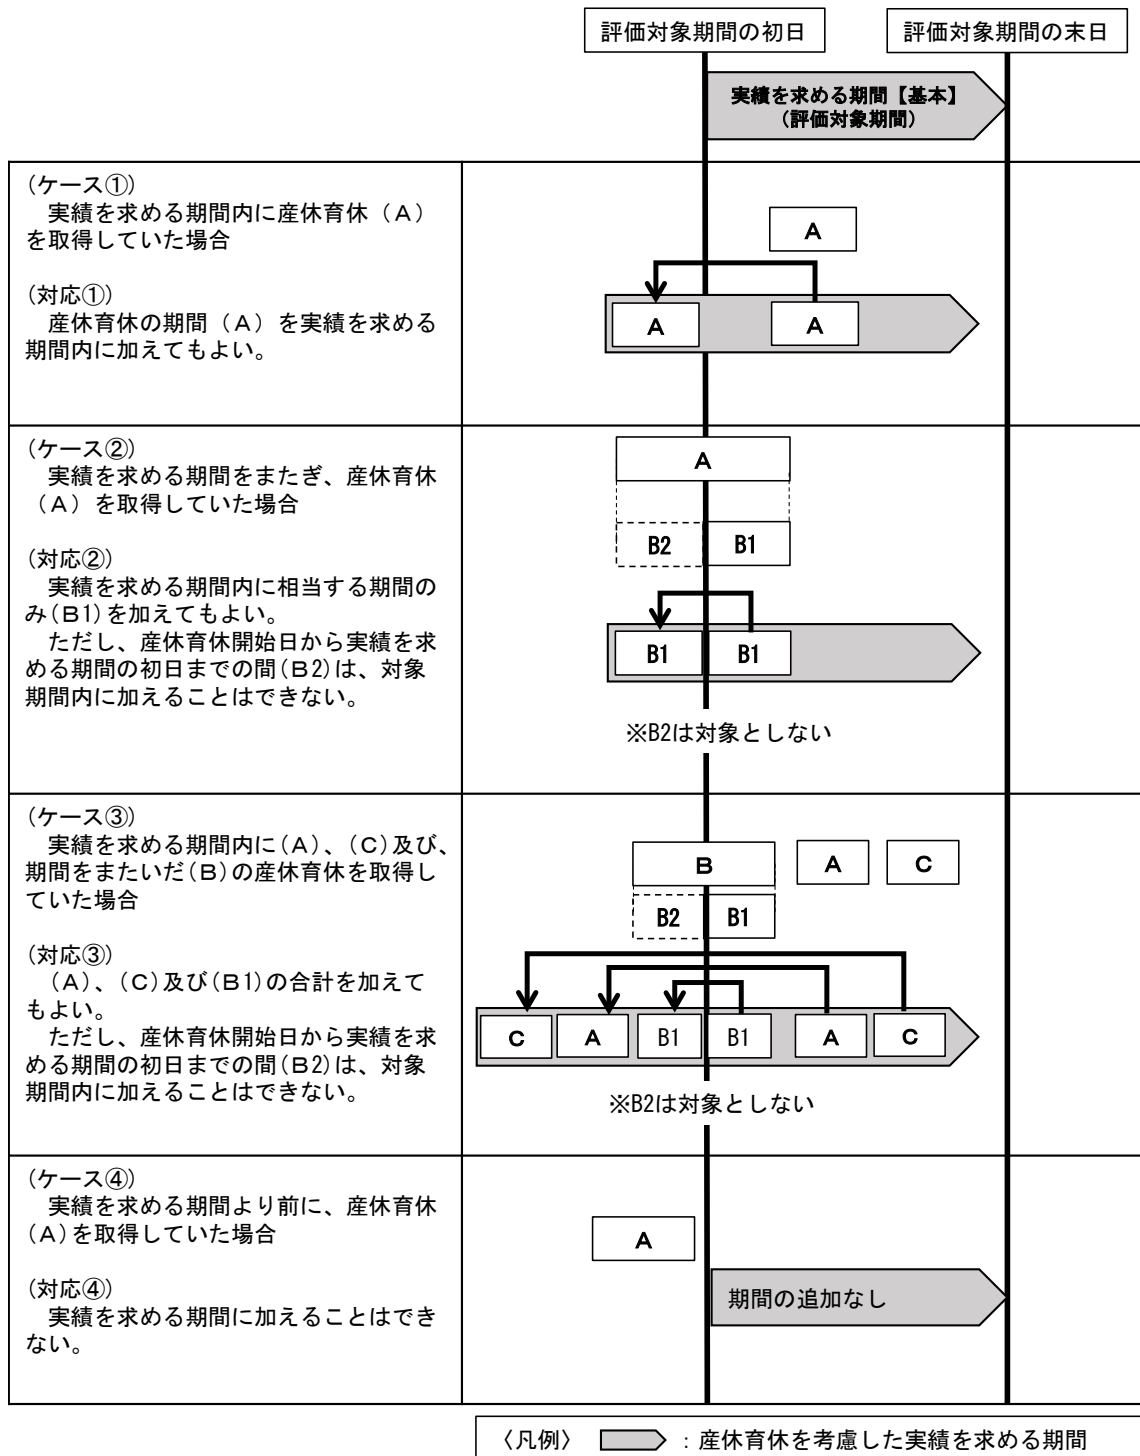 評価対象期間の初日
評価対象期間の末日
実績を求める期間【基本】
（評価対象期間）
（ケース①）
実績を求める期間内に産休育休（Ａ）
を取得していた場合
（対応①）
産休育休の期間（Ａ）を実績を求める
期間内に加えてもよい。
A
A
A
（ケース②）
実績を求める期間をまたぎ、産休育休
（Ａ）を取得していた場合
（対応②）
実績を求める期間内に相当する期間の
み(B1)を加えてもよい。
ただし、産休育休開始日から実績を求
める期間の初日までの間(B2)は、対象
期間内に加えることはできない。
A
B2
B1
B1
B1
※B2は対象としない
（ケース③）
実績を求める期間内に(Ａ)、(Ｃ)及び、
期間をまたいだ(Ｂ)の産休育休を取得し
ていた場合
（対応③）
(Ａ)、(Ｃ)及び(B1)の合計を加えて
もよい。
ただし、産休育休開始日から実績を求
める期間の初日までの間(B2)は、対象
期間内に加えることはできない。
B
A
C
B2
B1
C
A
B1
B1
A
C
※B2は対象としない
（ケース④）
実績を求める期間より前に、産休育休
(Ａ)を取得していた場合
（対応④）
実績を求める期間に加えることはでき
ない。
A
期間の追加なし
〈凡例〉 ：産休育休を考慮した実績を求める期間